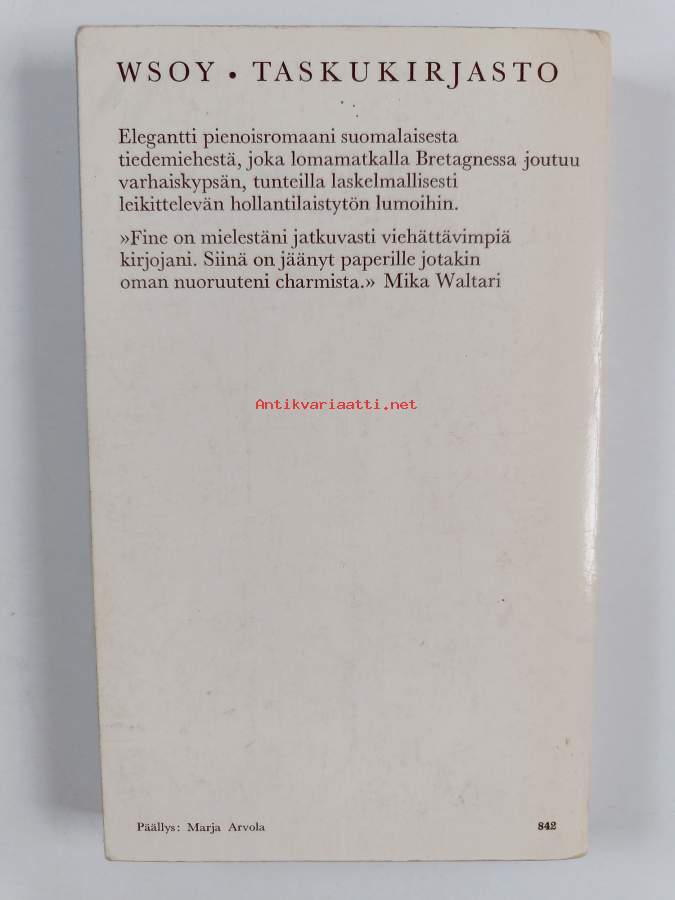 WSOY • TASKUKIRJASTO
Elegantti pienoisromaani suomalaisesta
tiedemiehestä, joka lomamatkalla Bretagnessa joutuu
varhaiskypsän, tunteilla laskelmallisesti
leikittelevän hollantilaistytön lumoihin.
»Fine on mielestäni jatkuvasti viehättävimpiä
kirjojani. Siinä on jäänyt paperille jotakin
oman nuoruuteni charmista.» Mika Waltari
Antikvariaatti.net
Päällys: Marja Arvola 842